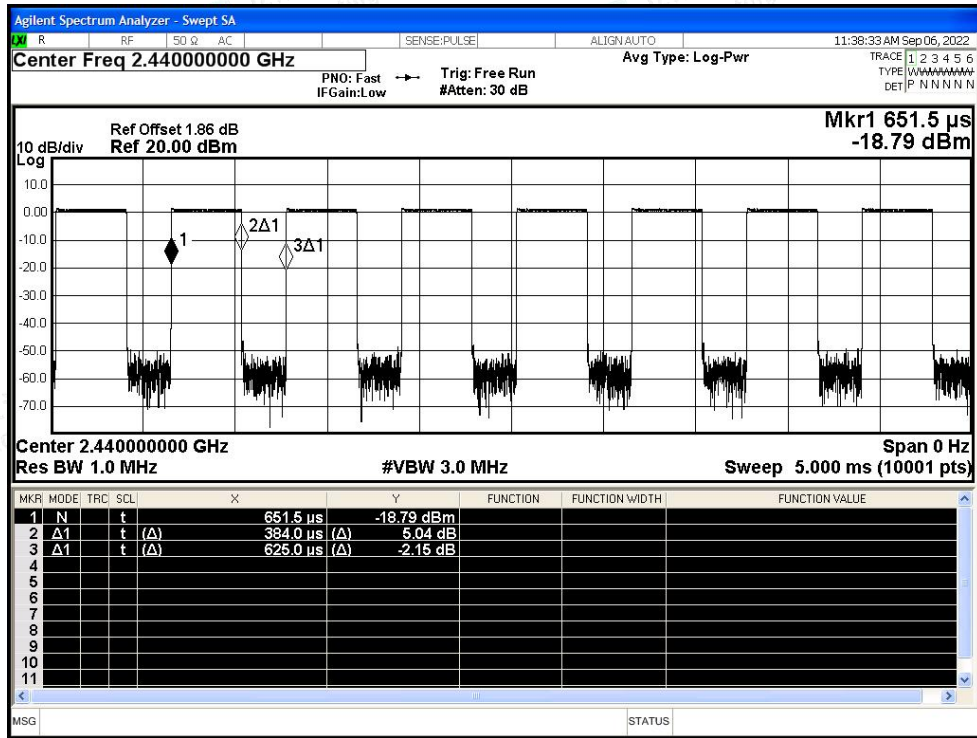 Agilent Spectrum Analyzer - Swept SA
LXI R RF 50 Ω AC SENSE:PULSE ALIGN AUTO 11:38:33 AM Sep 06, 2022
Center Freq 2.440000000 GHz
PNO: Fast
IFGain:Low
Trig: Free Run
#Atten: 30 dB
Avg Type: Log-Pwr
TRACE 1 2 3 4 5 6
TYPE WWWWWW
DET P N N N N N
Ref Offset 1.86 dB
10 dB/div Ref 20.00 dBm
Log
Mkr1 651.5 µs
-18.79 dBm
10.0
0.00
-10.0
-20.0
-30.0
-40.0
-50.0
-60.0
-70.0
1
2Δ1
3Δ1
Center 2.440000000 GHz Span 0 Hz
Res BW 1.0 MHz #VBW 3.0 MHz Sweep 5.000 ms (10001 pts)
MKR MODE TRC SCL X Y FUNCTION FUNCTION WIDTH FUNCTION VALUE
1 N t 651.5 µs -18.79 dBm
2 Δ1 t (Δ) 384.0 µs (Δ) 5.04 dB
3 Δ1 t (Δ) 625.0 µs (Δ) -2.15 dB
4
5
6
7
8
9
10
11
MSG STATUS